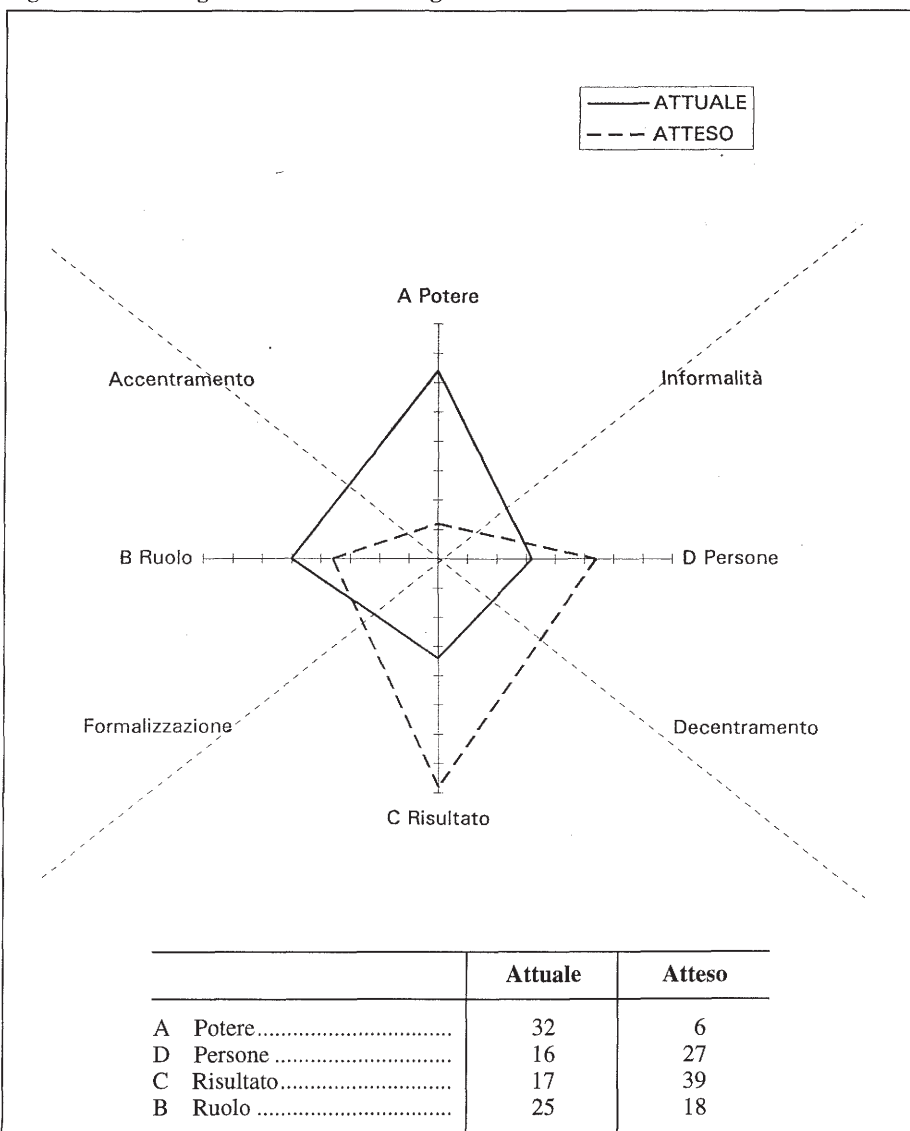 ATTUALE
ATTESO
A Potere
Accentramento
Informalità
B Ruolo
D Persone
Formalizzazione
Decentramento
C Risultato
Attuale Atteso
A Potere................................. 32 6
D Persone .............................. 16 27
C Risultato............................. 17 39
B Ruolo ................................. 25 18